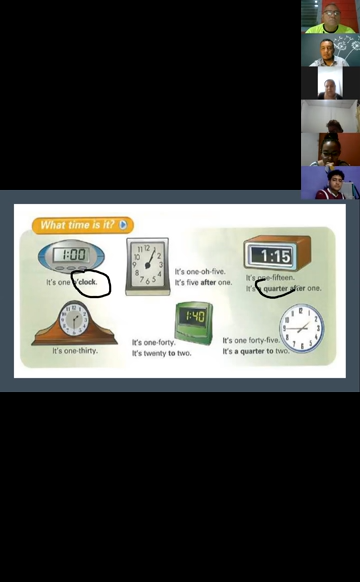 What time is it?
1:00
It's one o'clock.
It's one-oh-five.
It's five after one.
1:15
It's one-fifteen.
It's a quarter after one.
It's one-thirty.
1:40
It's one-forty.
It's twenty to two.
It's one forty-five.
It's a quarter to two.